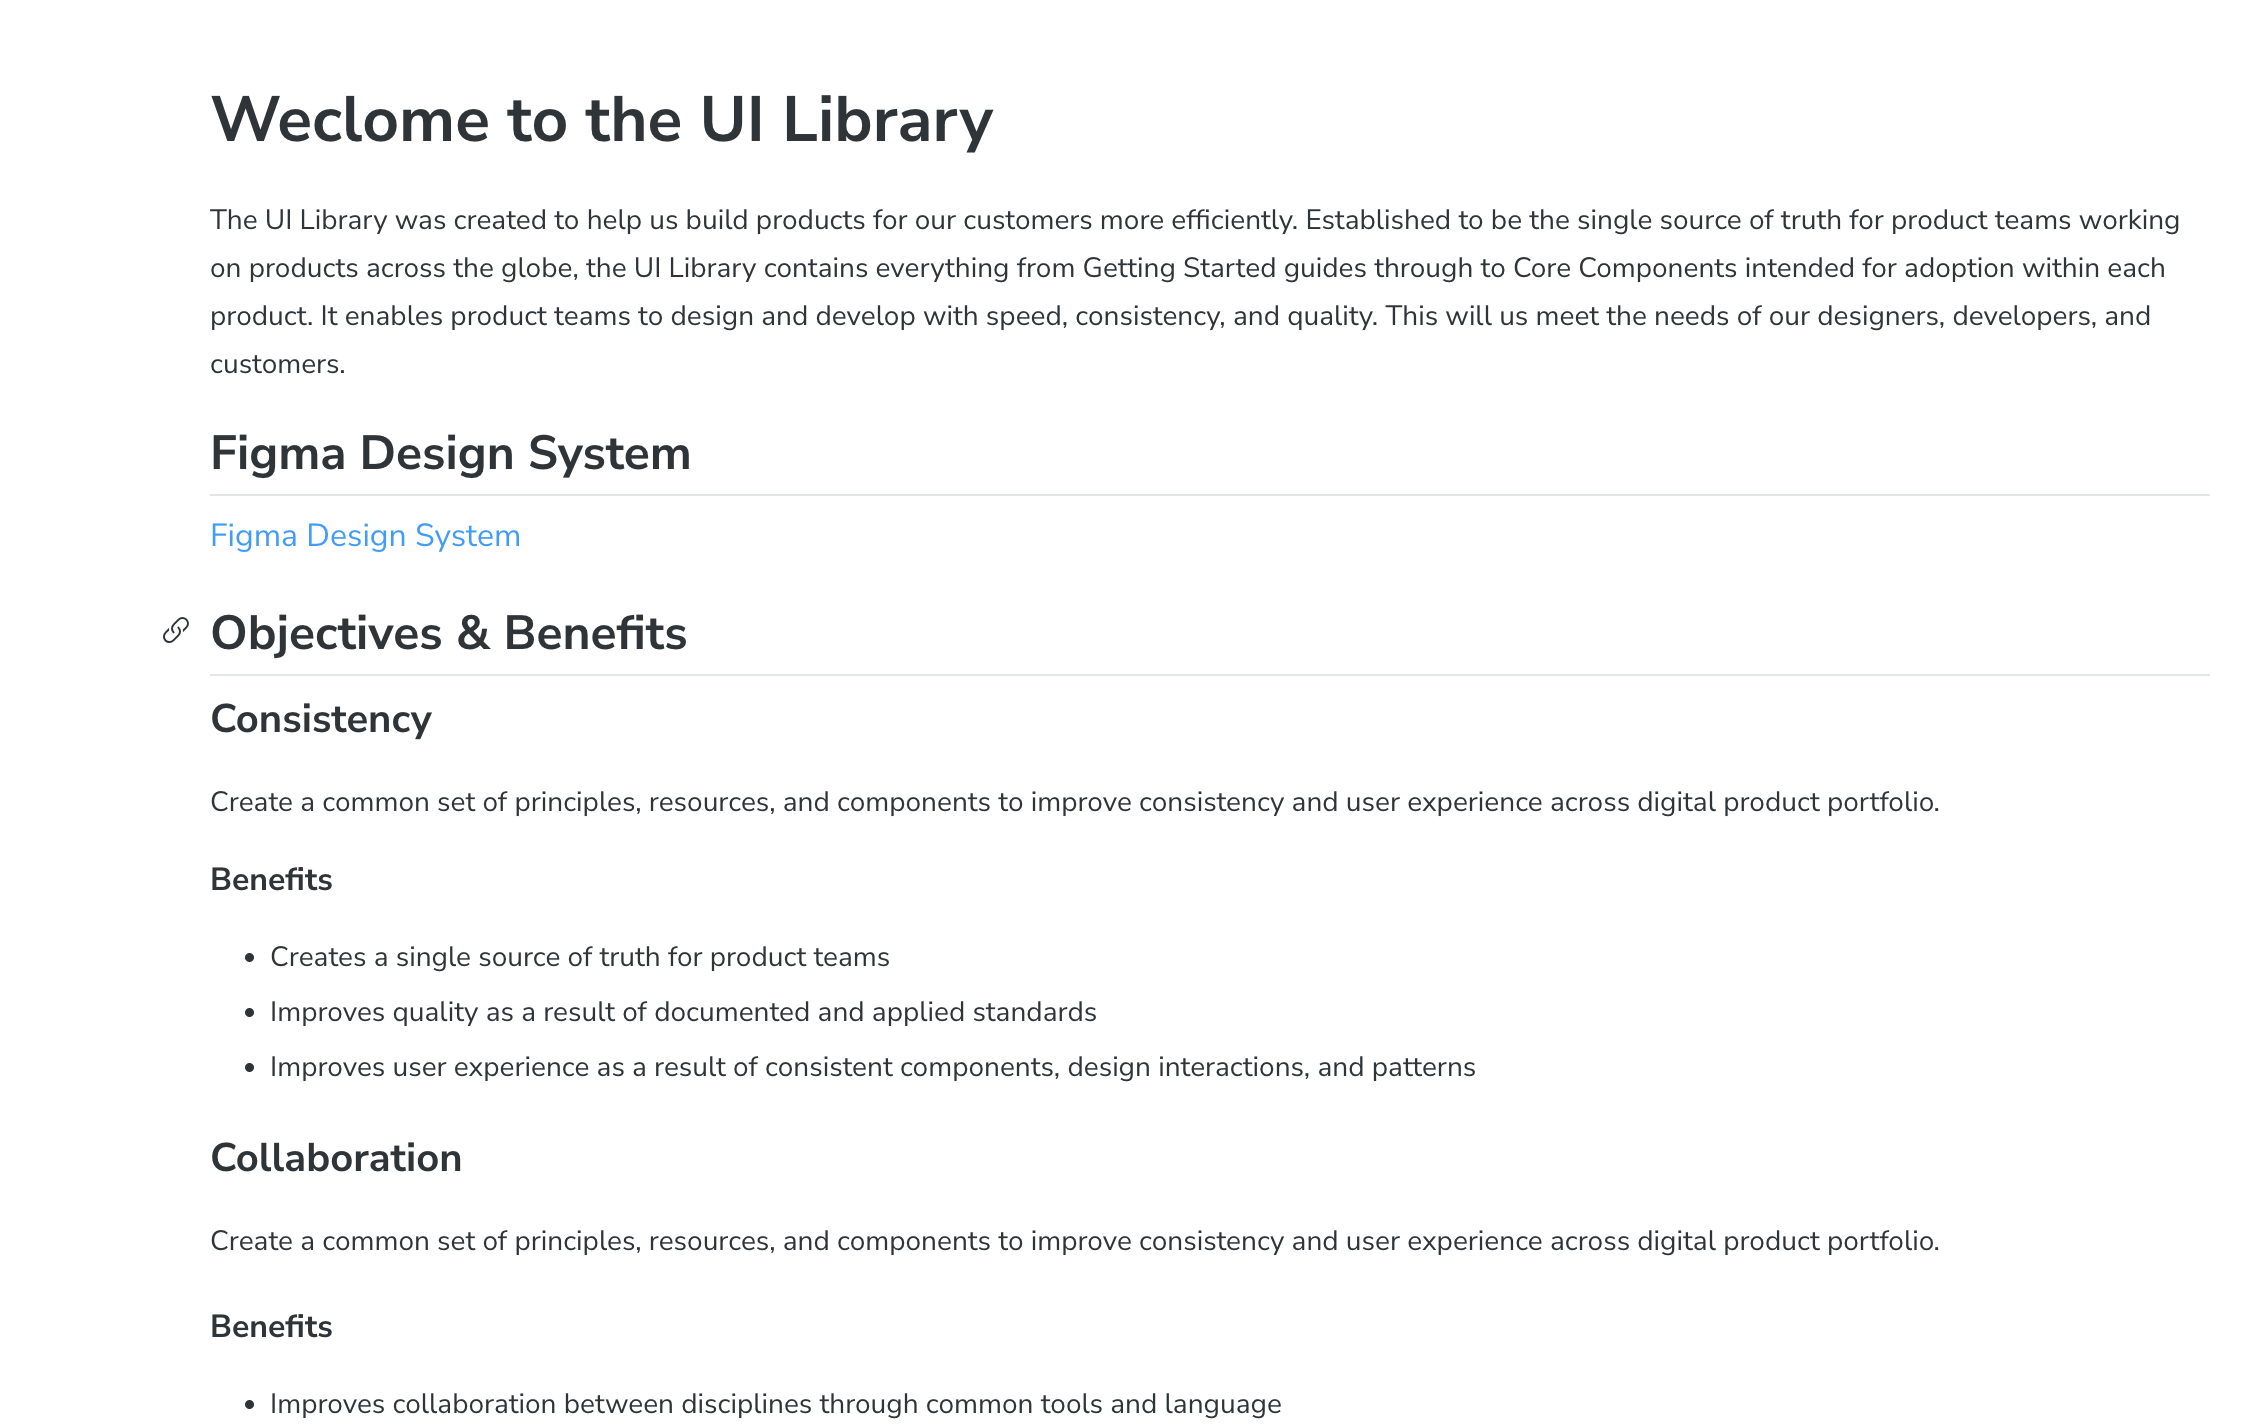 Weclome to the UI Library
The UI Library was created to help us build products for our customers more efficiently. Established to be the single source of truth for product teams working
on products across the globe, the UI Library contains everything from Getting Started guides through to Core Components intended for adoption within each
product. It enables product teams to design and develop with speed, consistency, and quality. This will us meet the needs of our designers, developers, and
customers.
Figma Design System
Figma Design System
Objectives & Benefits
Consistency
Create a common set of principles, resources, and components to improve consistency and user experience across digital product portfolio.
Benefits
• Creates a single source of truth for product teams
• Improves quality as a result of documented and applied standards
• Improves user experience as a result of consistent components, design interactions, and patterns
Collaboration
Create a common set of principles, resources, and components to improve consistency and user experience across digital product portfolio.
Benefits
• Improves collaboration between disciplines through common tools and language